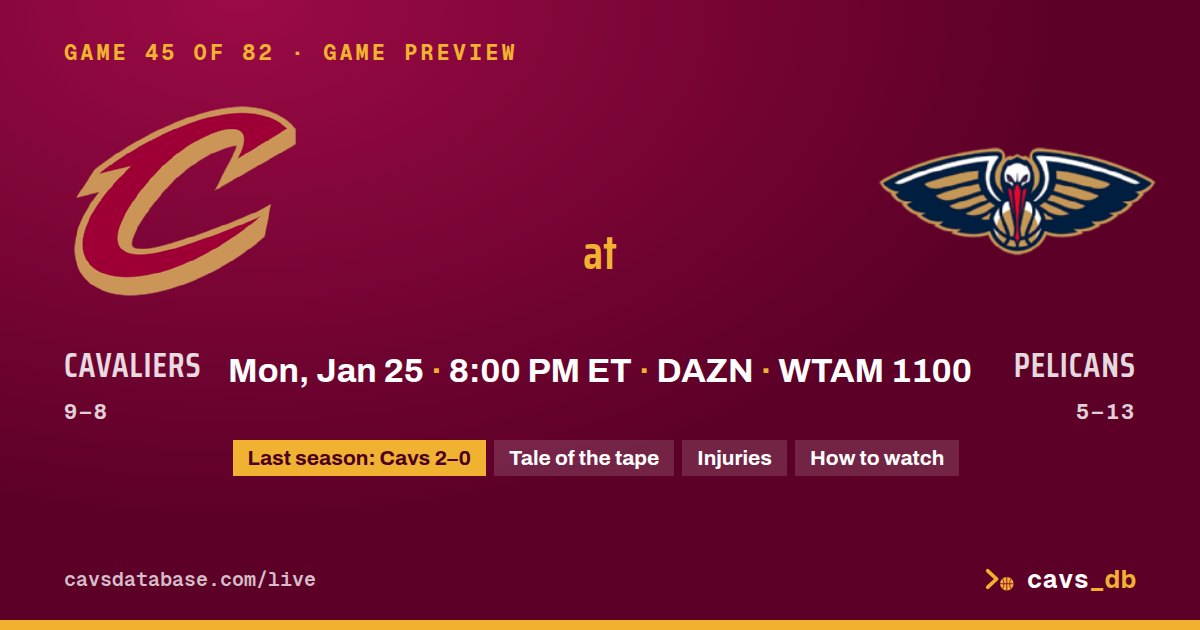 GAME 45 OF 82 · GAME PREVIEW
at
CAVALIERS
Mon, Jan 25 · 8:00 PM ET · DAZN · WTAM 1100
PELICANS
9–8
5–13
Last season: Cavs 2–0
Tale of the tape
Injuries
How to watch
cavsdatabase.com/live
cavs_db